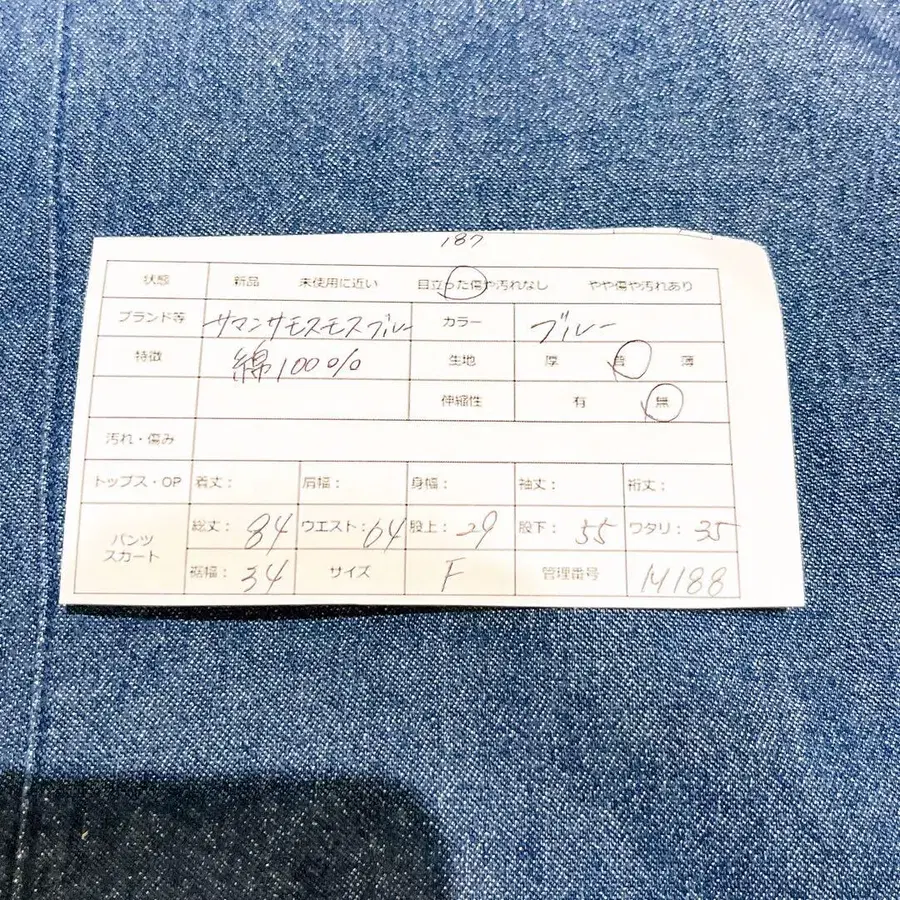 187
状態 新品 未使用に近い 目立った傷や汚れなし やや傷や汚れあり
ブランド等 サマンサモスモスブルー カラー ブルー
特徴 綿100% 生地 厚 普 薄
伸縮性 有 無
汚れ・傷み
トップス・OP 着丈： 肩幅： 身幅： 袖丈： 裄丈：
パンツ スカート 総丈：84 ウエスト：64 股上：29 股下：55 ワタリ：35
裾幅：34 サイズ F 管理番号 14188